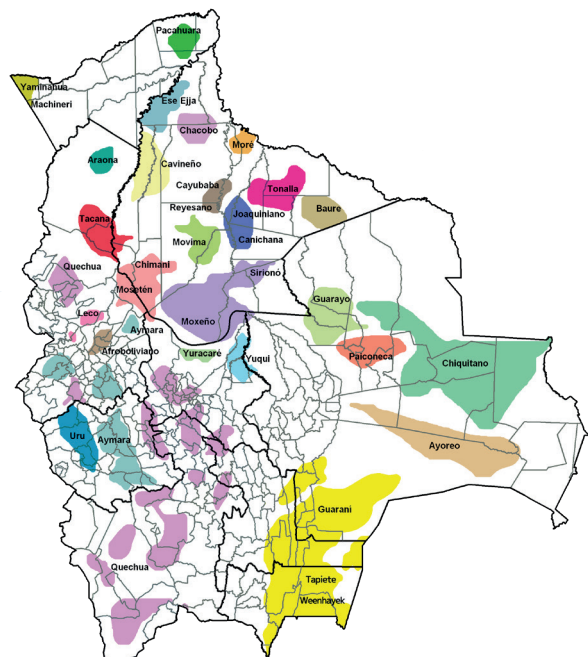 Pacahuara
Yaminahua
Machineri
Ese Ejja
Chacobo
Moré
Araona
Cavineño
Cayubaba
Tonalla
Reyesano
Joaquiniano
Baure
Tacana
Movima
Canichana
Quechua
Chimani
Sirionó
Mosetén
Moxeño
Guarayo
Leco
Aymara
Afroboliviano
Yuracaré
Yuqui
Paiconeca
Chiquitano
Uru
Aymara
Ayoreo
Guarani
Quechua
Tapiete
Weenhayek